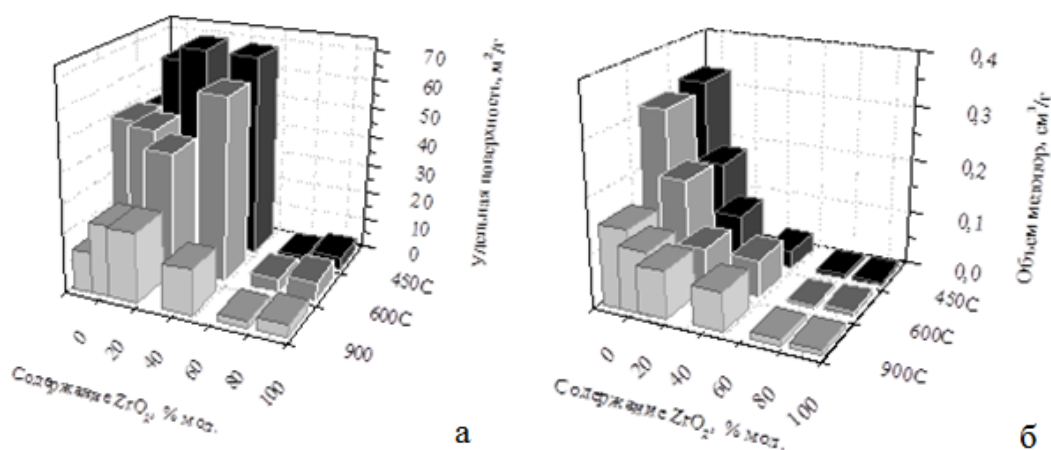 70
60
50
40
30
20
10
0
Удельная поверхность, м²/г
450C
600C
900
0
20
40
60
80
100
Содержание ZrO₂, % мол.
а
0,4
0,3
0,2
0,1
0,0
Объем мезопор, см³/г
450C
600C
900C
0
20
40
60
80
100
Содержание ZrO₂, % мол.
б